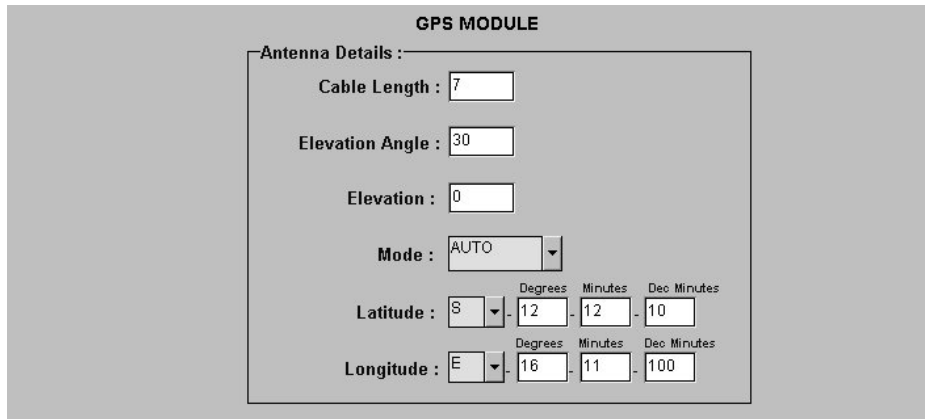 GPS MODULE
Antenna Details :
Cable Length : 7
Elevation Angle : 30
Elevation : 0
Mode : AUTO
Degrees Minutes Dec Minutes
Latitude : S - 12 - 12 - 10
Degrees Minutes Dec Minutes
Longitude : E - 16 - 11 - 100